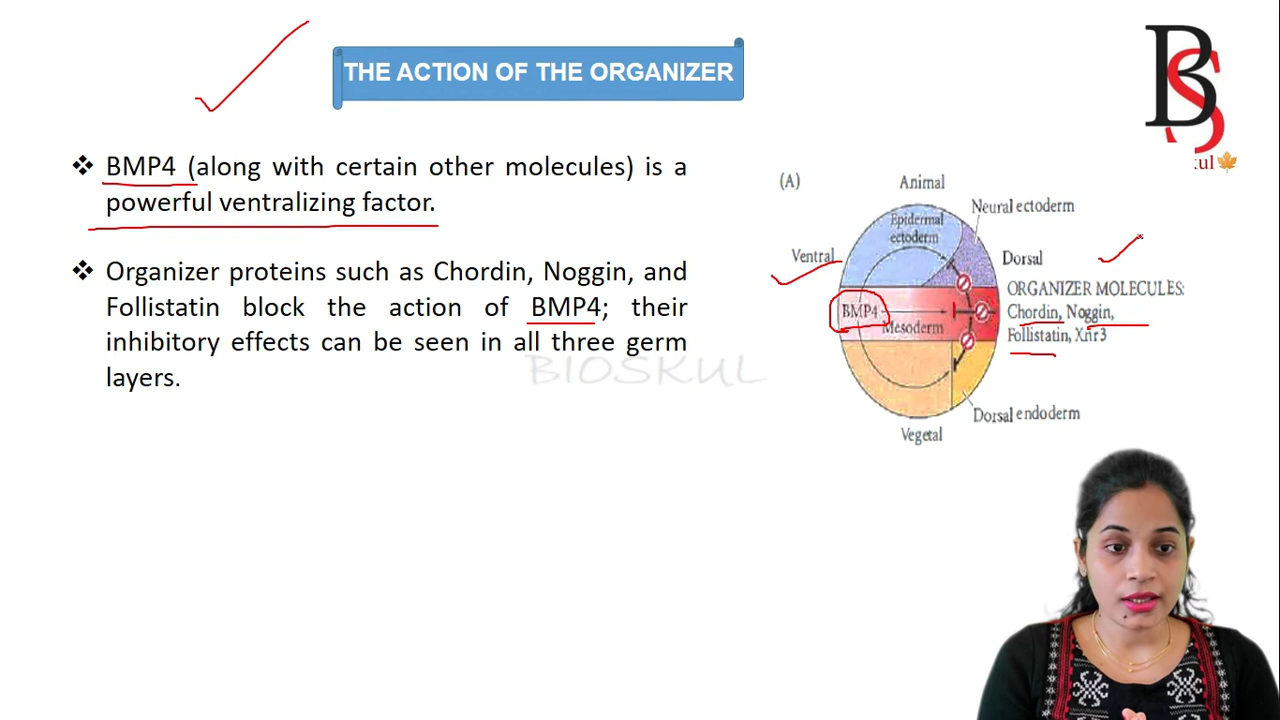 THE ACTION OF THE ORGANIZER
BS
kul
❖ BMP4 (along with certain other molecules) is a
powerful ventralizing factor.
❖ Organizer proteins such as Chordin, Noggin, and
Follistatin block the action of BMP4; their
inhibitory effects can be seen in all three germ
layers.
BIOSKUL
(A)
Animal
Neural ectoderm
Epidermal
ectoderm
Ventral
Dorsal
ORGANIZER MOLECULES:
Chordin, Noggin,
Follistatin, Xnr3
BMP4
Mesoderm
Dorsal endoderm
Vegetal